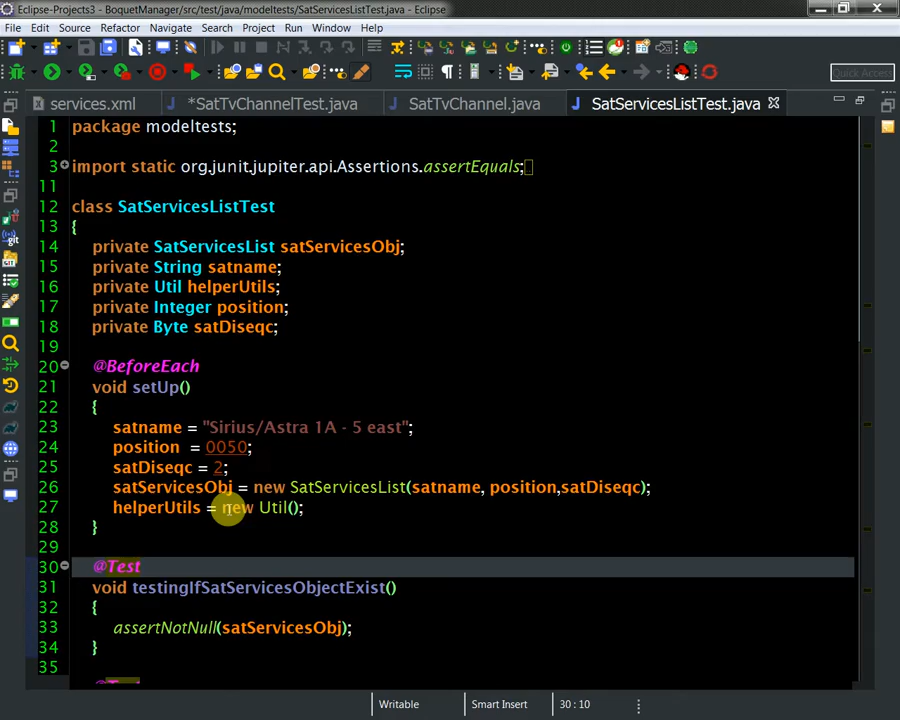 Eclipse-Projects3 - BoquetManager/src/test/java/modeltests/SatServicesListTest.java - Eclipse
File Edit Source Refactor Navigate Search Project Run Window Help
Quick Access
services.xml *SatTvChannelTest.java SatTvChannel.java SatServicesListTest.java
1 package modeltests;
2
3 import static org.junit.jupiter.api.Assertions.assertEquals;
11
12 class SatServicesListTest
13 {
14 private SatServicesList satServicesObj;
15 private String satname;
16 private Util helperUtils;
17 private Integer position;
18 private Byte satDiseqc;
19
20 @BeforeEach
21 void setUp()
22 {
23 satname = "Sirius/Astra 1A - 5 east";
24 position = 0050;
25 satDiseqc = 2;
26 satServicesObj = new SatServicesList(satname, position,satDiseqc);
27 helperUtils = new Util();
28 }
29
30 @Test
31 void testingIfSatServicesObjectExist()
32 {
33 assertNotNull(satServicesObj);
34 }
35
Writable Smart Insert 30 : 10